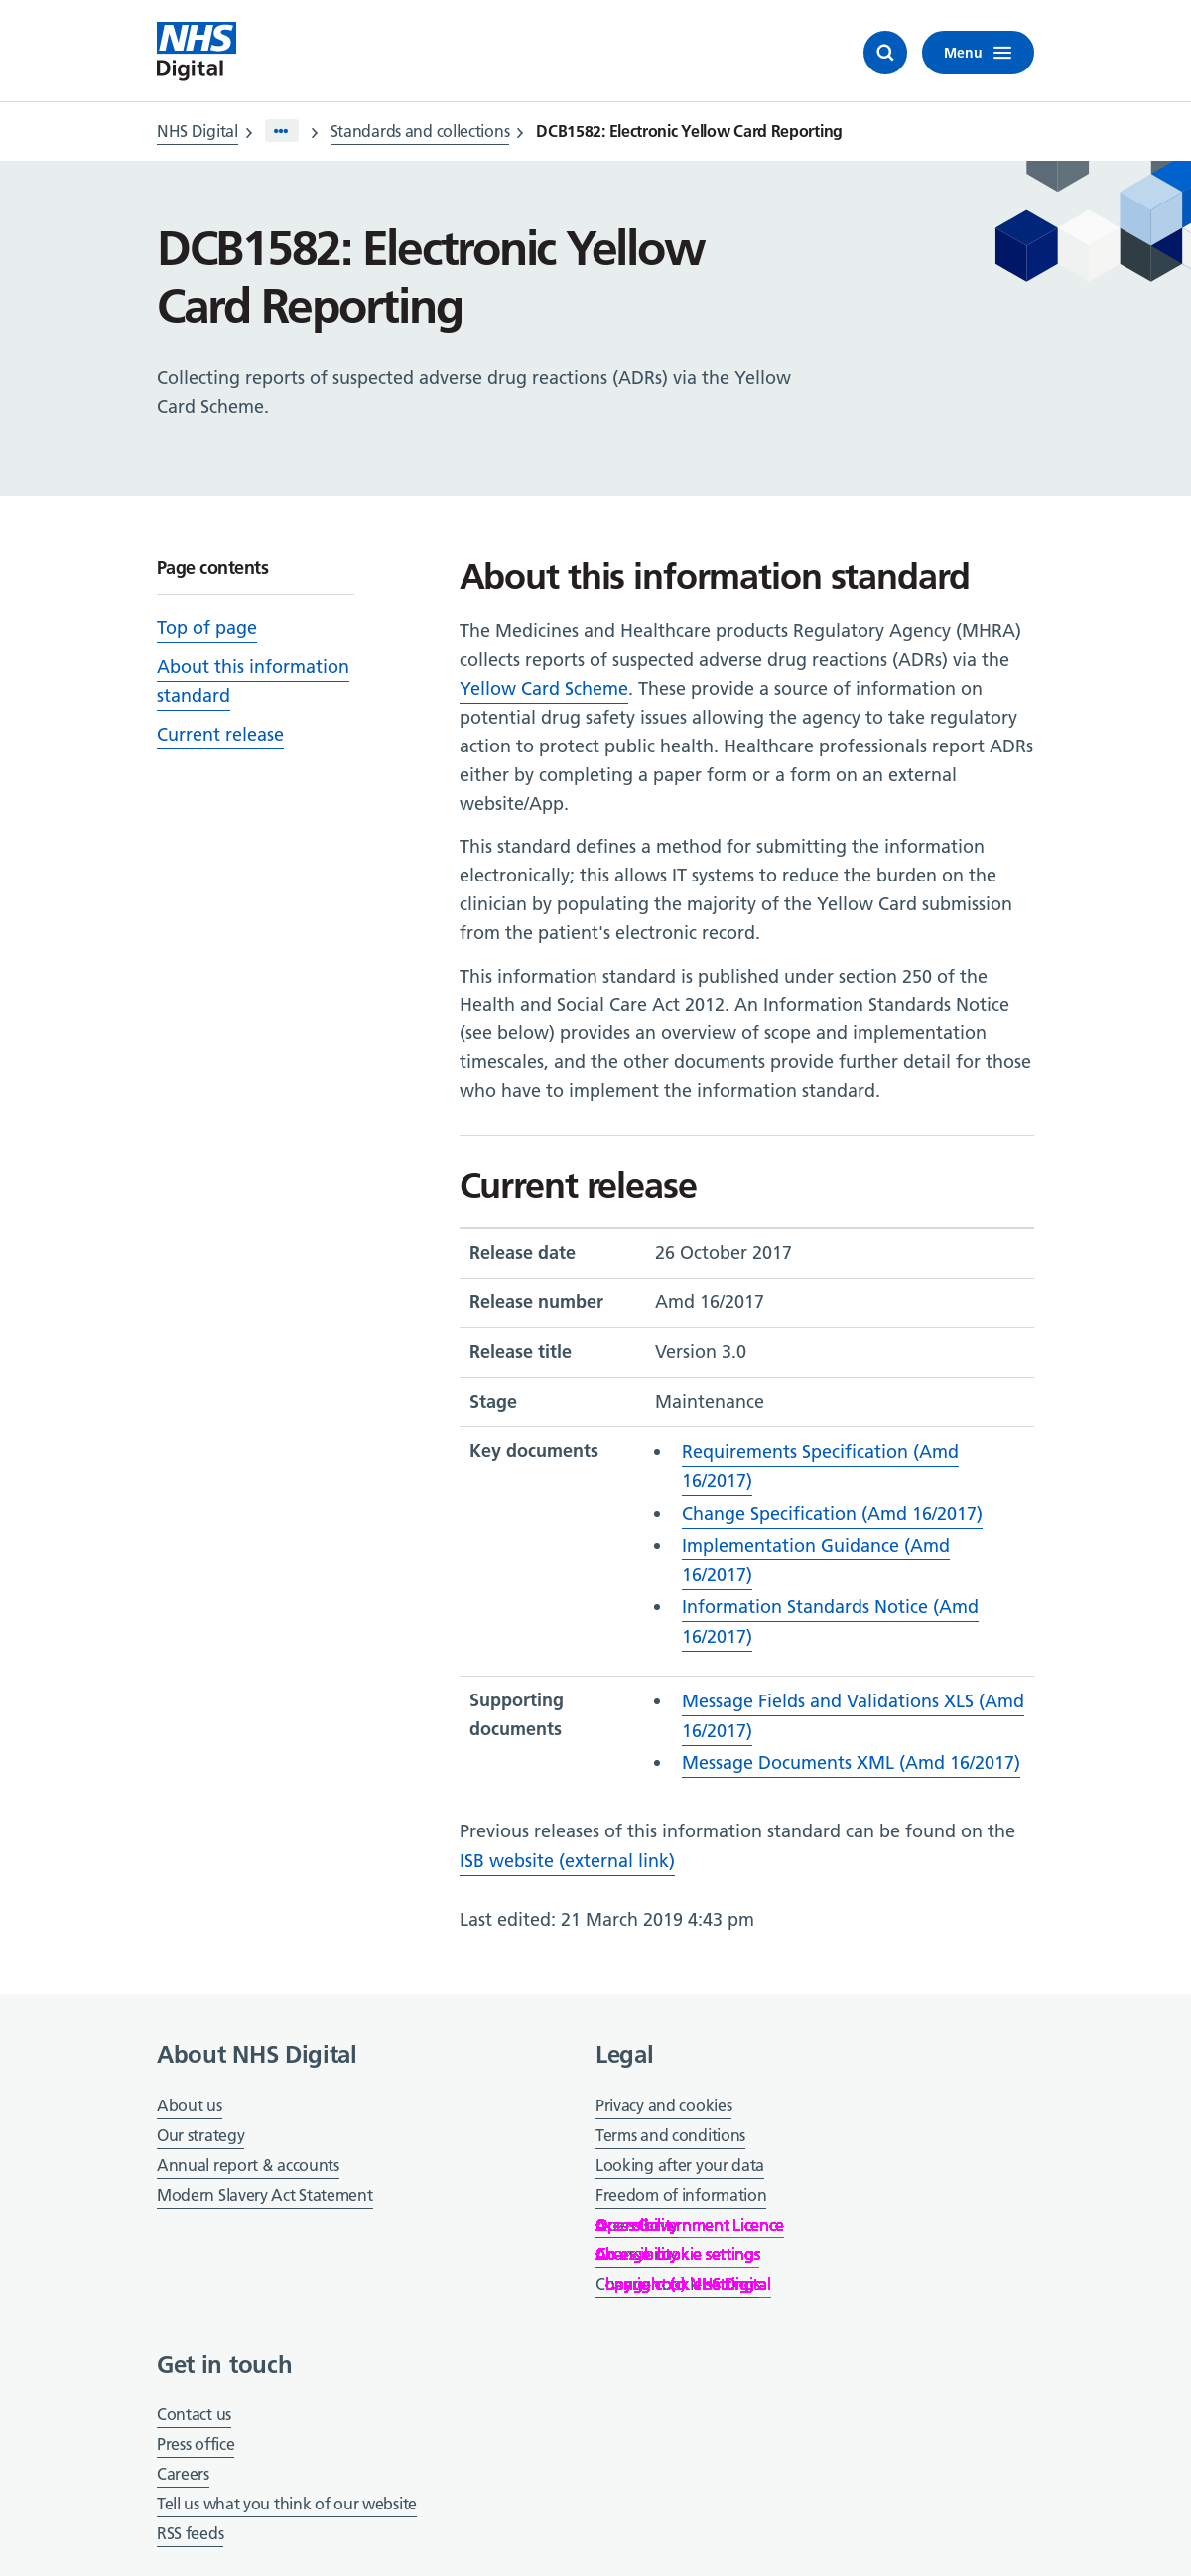 NHS
Digital
Menu
NHS Digital
•••
Standards and collections
DCB1582: Electronic Yellow Card Reporting
DCB1582: Electronic Yellow
Card Reporting
Collecting reports of suspected adverse drug reactions (ADRs) via the Yellow
Card Scheme.
Page contents
Top of page
About this information
standard
Current release
About this information standard
The Medicines and Healthcare products Regulatory Agency (MHRA)
collects reports of suspected adverse drug reactions (ADRs) via the
Yellow Card Scheme. These provide a source of information on
potential drug safety issues allowing the agency to take regulatory
action to protect public health. Healthcare professionals report ADRs
either by completing a paper form or a form on an external
website/App.
This standard defines a method for submitting the information
electronically; this allows IT systems to reduce the burden on the
clinician by populating the majority of the Yellow Card submission
from the patient's electronic record.
This information standard is published under section 250 of the
Health and Social Care Act 2012. An Information Standards Notice
(see below) provides an overview of scope and implementation
timescales, and the other documents provide further detail for those
who have to implement the information standard.
Current release
Release date 26 October 2017
Release number Amd 16/2017
Release title Version 3.0
Stage Maintenance
Key documents
• Requirements Specification (Amd
16/2017)
• Change Specification (Amd 16/2017)
• Implementation Guidance (Amd
16/2017)
• Information Standards Notice (Amd
16/2017)
Supporting
documents
• Message Fields and Validations XLS (Amd
16/2017)
• Message Documents XML (Amd 16/2017)
Previous releases of this information standard can be found on the
ISB website (external link)
Last edited: 21 March 2019 4:43 pm
About NHS Digital
About us
Our strategy
Annual report & accounts
Modern Slavery Act Statement
Legal
Privacy and cookies
Terms and conditions
Looking after your data
Freedom of information
Licence
settings
Digital
Get in touch
Contact us
Press office
Careers
Tell us what you think of our website
RSS feeds